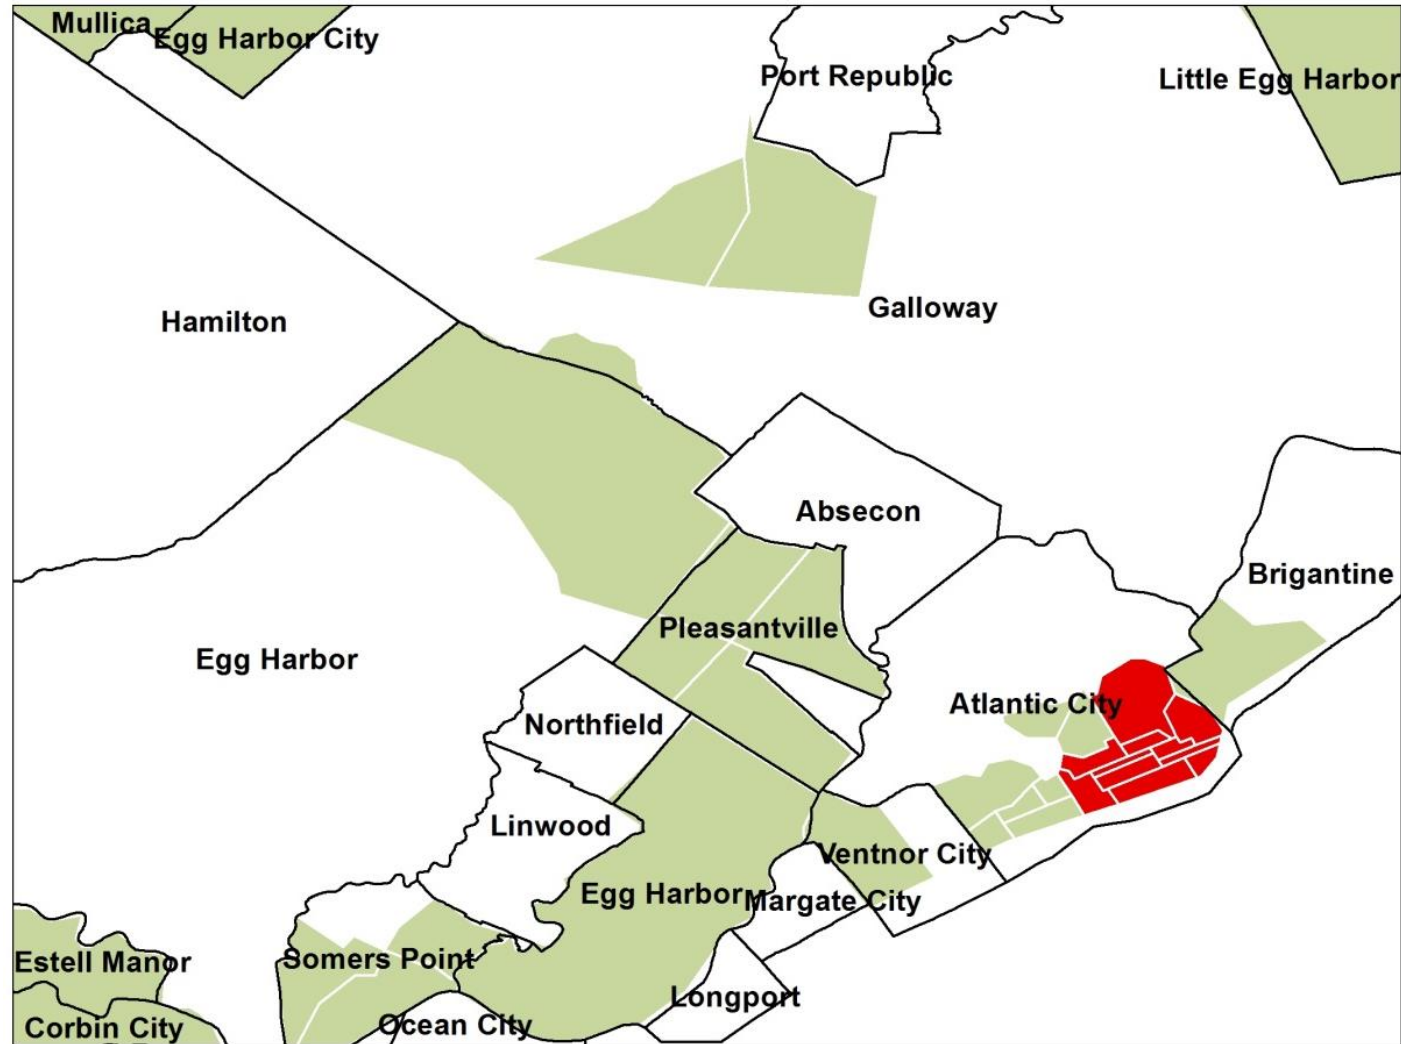 Mullica
Egg Harbor City
Port Republic
Little Egg Harbor
Galloway
Hamilton
Absecon
Brigantine
Pleasantville
Egg Harbor
Atlantic City
Northfield
Linwood
Ventnor City
Egg Harbor
Margate City
Somers Point
Estell Manor
Longport
Ocean City
Corbin City